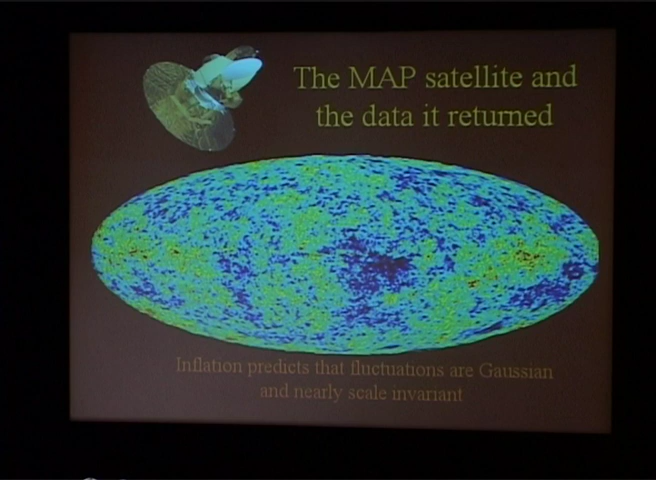 The MAP satellite and
the data it returned
Inflation predicts that fluctuations are Gaussian
and nearly scale invariant